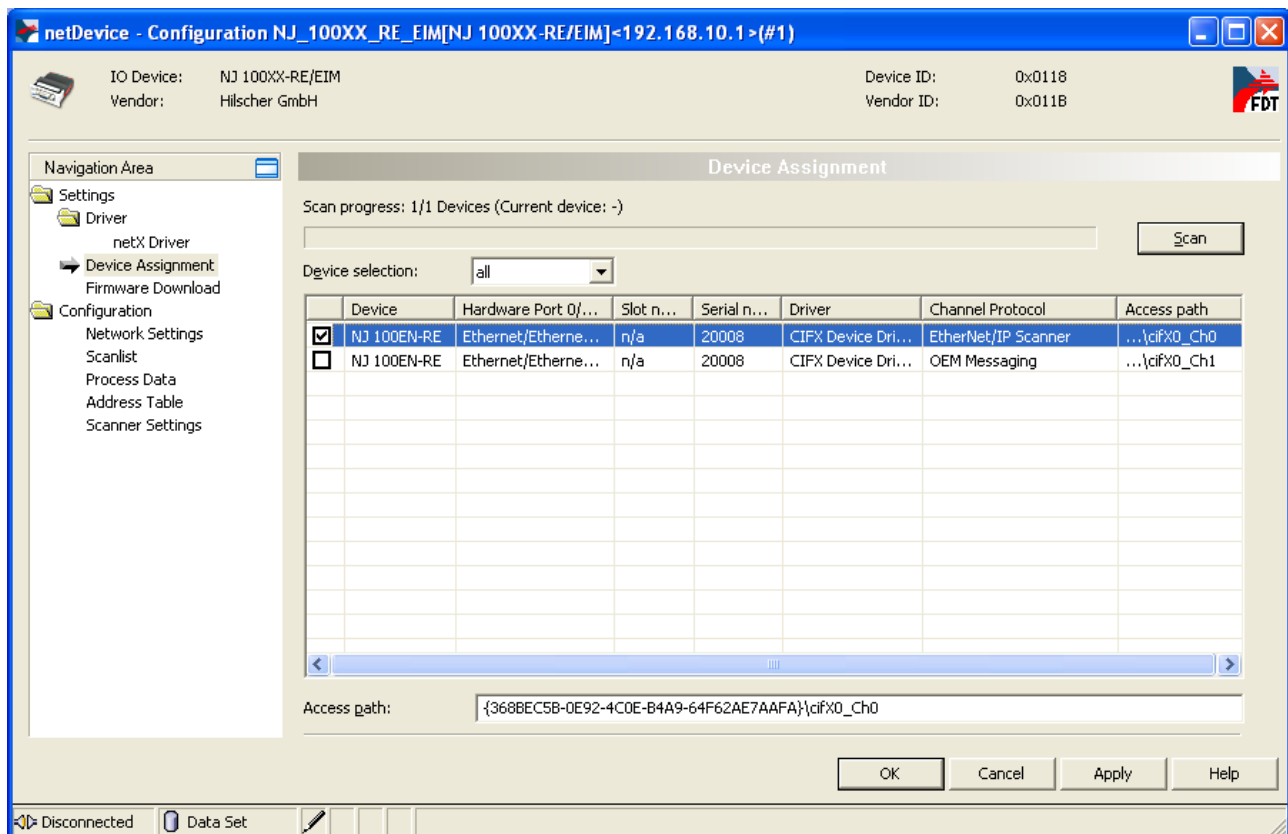 netDevice - Configuration NJ_100XX_RE_EIM[NJ 100XX-RE/EIM]<192.168.10.1>(#1)
IO Device: NJ 100XX-RE/EIM Device ID: 0x0118
Vendor: Hilscher GmbH Vendor ID: 0x011B
FDT
Navigation Area
Settings
Driver
netX Driver
Device Assignment
Firmware Download
Configuration
Network Settings
Scanlist
Process Data
Address Table
Scanner Settings
Device Assignment
Scan progress: 1/1 Devices (Current device: -)
Scan
Device selection: all
Device Hardware Port 0/... Slot n... Serial n... Driver Channel Protocol Access path
NJ 100EN-RE Ethernet/Etherne... n/a 20008 CIFX Device Dri... EtherNet/IP Scanner ...\cifX0_Ch0
NJ 100EN-RE Ethernet/Etherne... n/a 20008 CIFX Device Dri... OEM Messaging ...\cifX0_Ch1
Access path: {368BEC5B-0E92-4C0E-B4A9-64F62AE7AAFA}\cifX0_Ch0
OK Cancel Apply Help
Disconnected Data Set